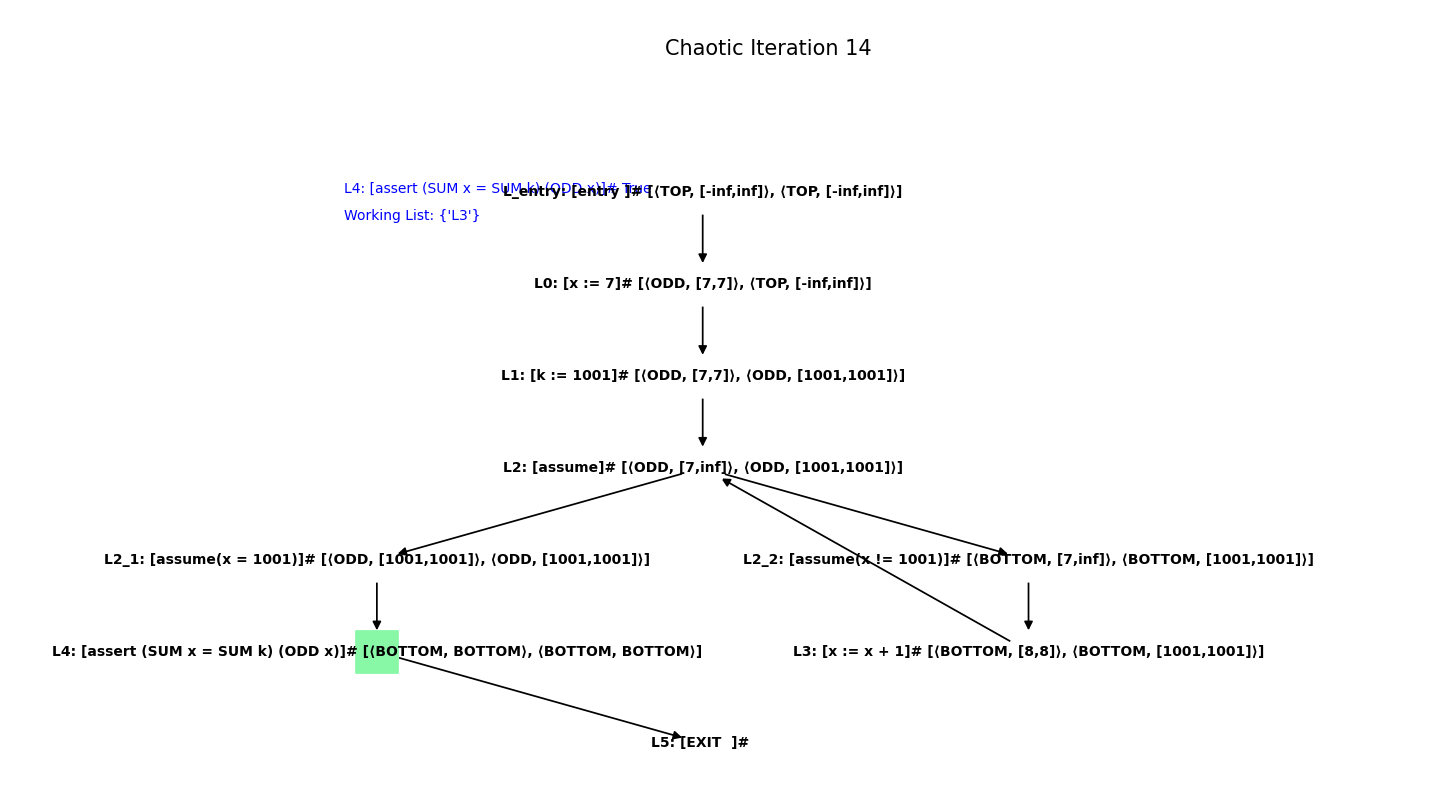 Chaotic Iteration 14
L4: [assert (SUM x = SUM k) (ODD x)]# True
L_entry: [entry ]# [⟨TOP, [-inf,inf]⟩, ⟨TOP, [-inf,inf]⟩]
Working List: {'L3'}
L0: [x := 7]# [⟨ODD, [7,7]⟩, ⟨TOP, [-inf,inf]⟩]
L1: [k := 1001]# [⟨ODD, [7,7]⟩, ⟨ODD, [1001,1001]⟩]
L2: [assume]# [⟨ODD, [7,inf]⟩, ⟨ODD, [1001,1001]⟩]
L2_1: [assume(x = 1001)]# [⟨ODD, [1001,1001]⟩, ⟨ODD, [1001,1001]⟩]
L2_2: [assume(x != 1001)]# [⟨BOTTOM, [7,inf]⟩, ⟨BOTTOM, [1001,1001]⟩]
L4: [assert (SUM x = SUM k) (ODD x)]# [⟨BOTTOM, BOTTOM⟩, ⟨BOTTOM, BOTTOM⟩]
L3: [x := x + 1]# [⟨BOTTOM, [8,8]⟩, ⟨BOTTOM, [1001,1001]⟩]
L5: [EXIT  ]#